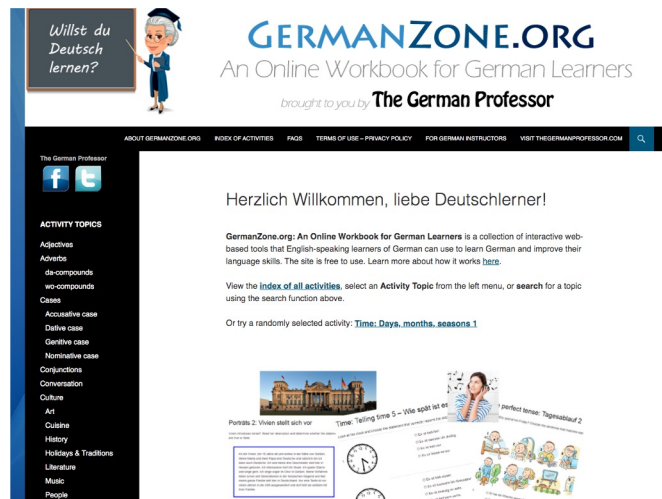 Willst du
Deutsch
lernen?
GERMANZONE.ORG
An Online Workbook for German Learners
brought to you by The German Professor
ABOUT GERMANZONE.ORG INDEX OF ACTIVITIES FAQS TERMS OF USE – PRIVACY POLICY FOR GERMAN INSTRUCTORS VISIT THEGERMANPROFESSOR.COM
The German Professor
f t
ACTIVITY TOPICS
Adjectives
Adverbs
da-compounds
wo-compounds
Cases
Accusative case
Dative case
Genitive case
Nominative case
Conjunctions
Conversation
Culture
Art
Cuisine
History
Holidays & Traditions
Literature
Music
People
Herzlich Willkommen, liebe Deutschlerner!
GermanZone.org: An Online Workbook for German Learners is a collection of interactive web-
based tools that English-speaking learners of German can use to learn German and improve their
language skills. The site is free to use. Learn more about how it works here.
View the index of all activities, select an Activity Topic from the left menu, or search for a topic
using the search function above.
Or try a randomly selected activity: Time: Days, months, seasons 1
Porträts 2: Vivien stellt sich vor
Time: Telling time 5 – Wie spät ist es
perfect tense: Tagesablauf 2